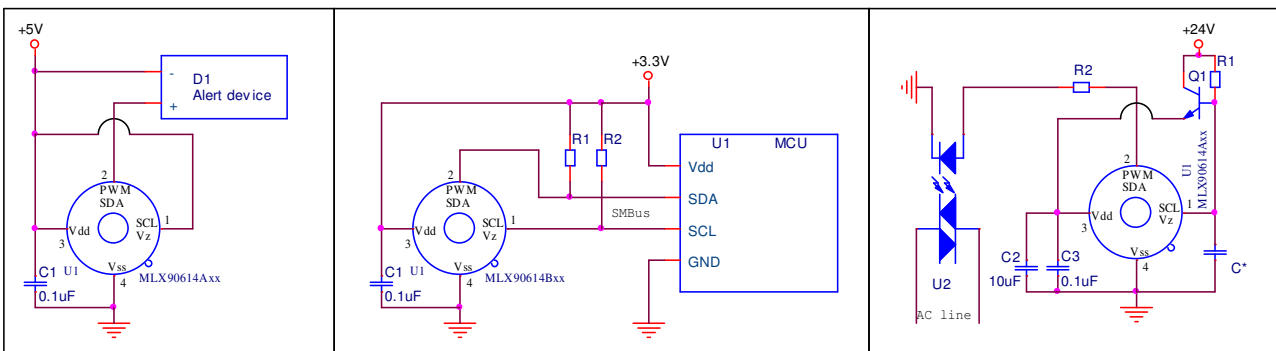 +5V
D1
Alert device
-
+
2
PWM
SDA
SCL
Vz
1
Vdd
3
Vss
4
U1
MLX90614Axx
C1
0.1uF
+3.3V
R1
R2
U1
MCU
Vdd
SDA
SCL
GND
SMBus
2
PWM
SDA
SCL
Vz
1
Vdd
3
Vss
4
U1
MLX90614Bxx
C1
0.1uF
+24V
R1
Q1
R2
U1
MLX90614Axx
2
PWM
SDA
SCL
Vz
1
Vdd
3
Vss
4
C2
10uF
C3
0.1uF
C*
U2
AC line